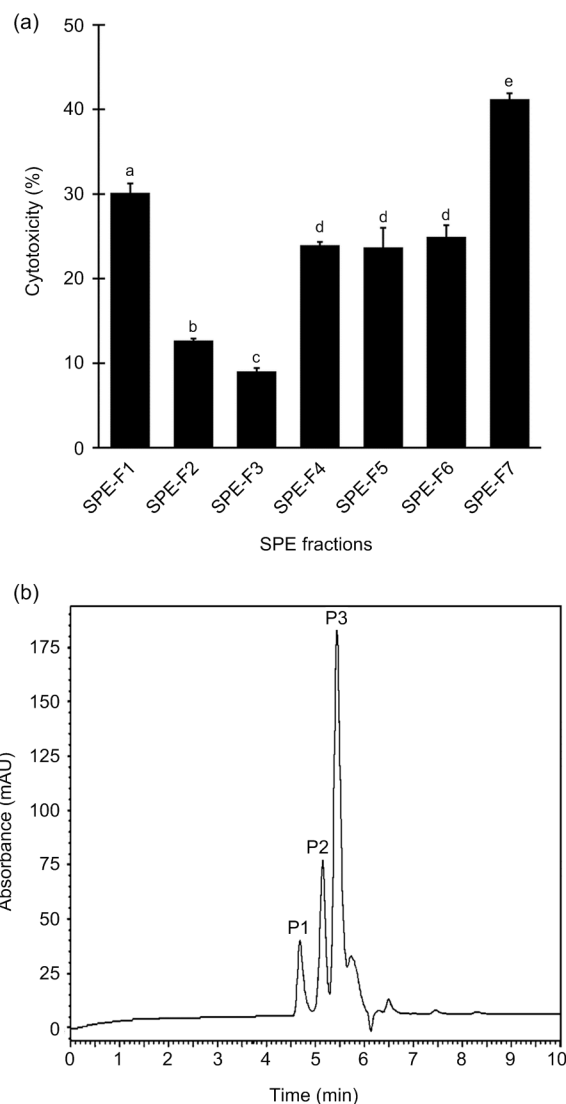 (a)
50
40
30
20
10
0
Cytotoxicity (%)
a
b
c
d
d
d
e
SPE-F1
SPE-F2
SPE-F3
SPE-F4
SPE-F5
SPE-F6
SPE-F7
SPE fractions
(b)
175
150
125
100
75
50
25
0
Absorbance (mAU)
P1
P2
P3
0 1 2 3 4 5 6 7 8 9 10
Time (min)